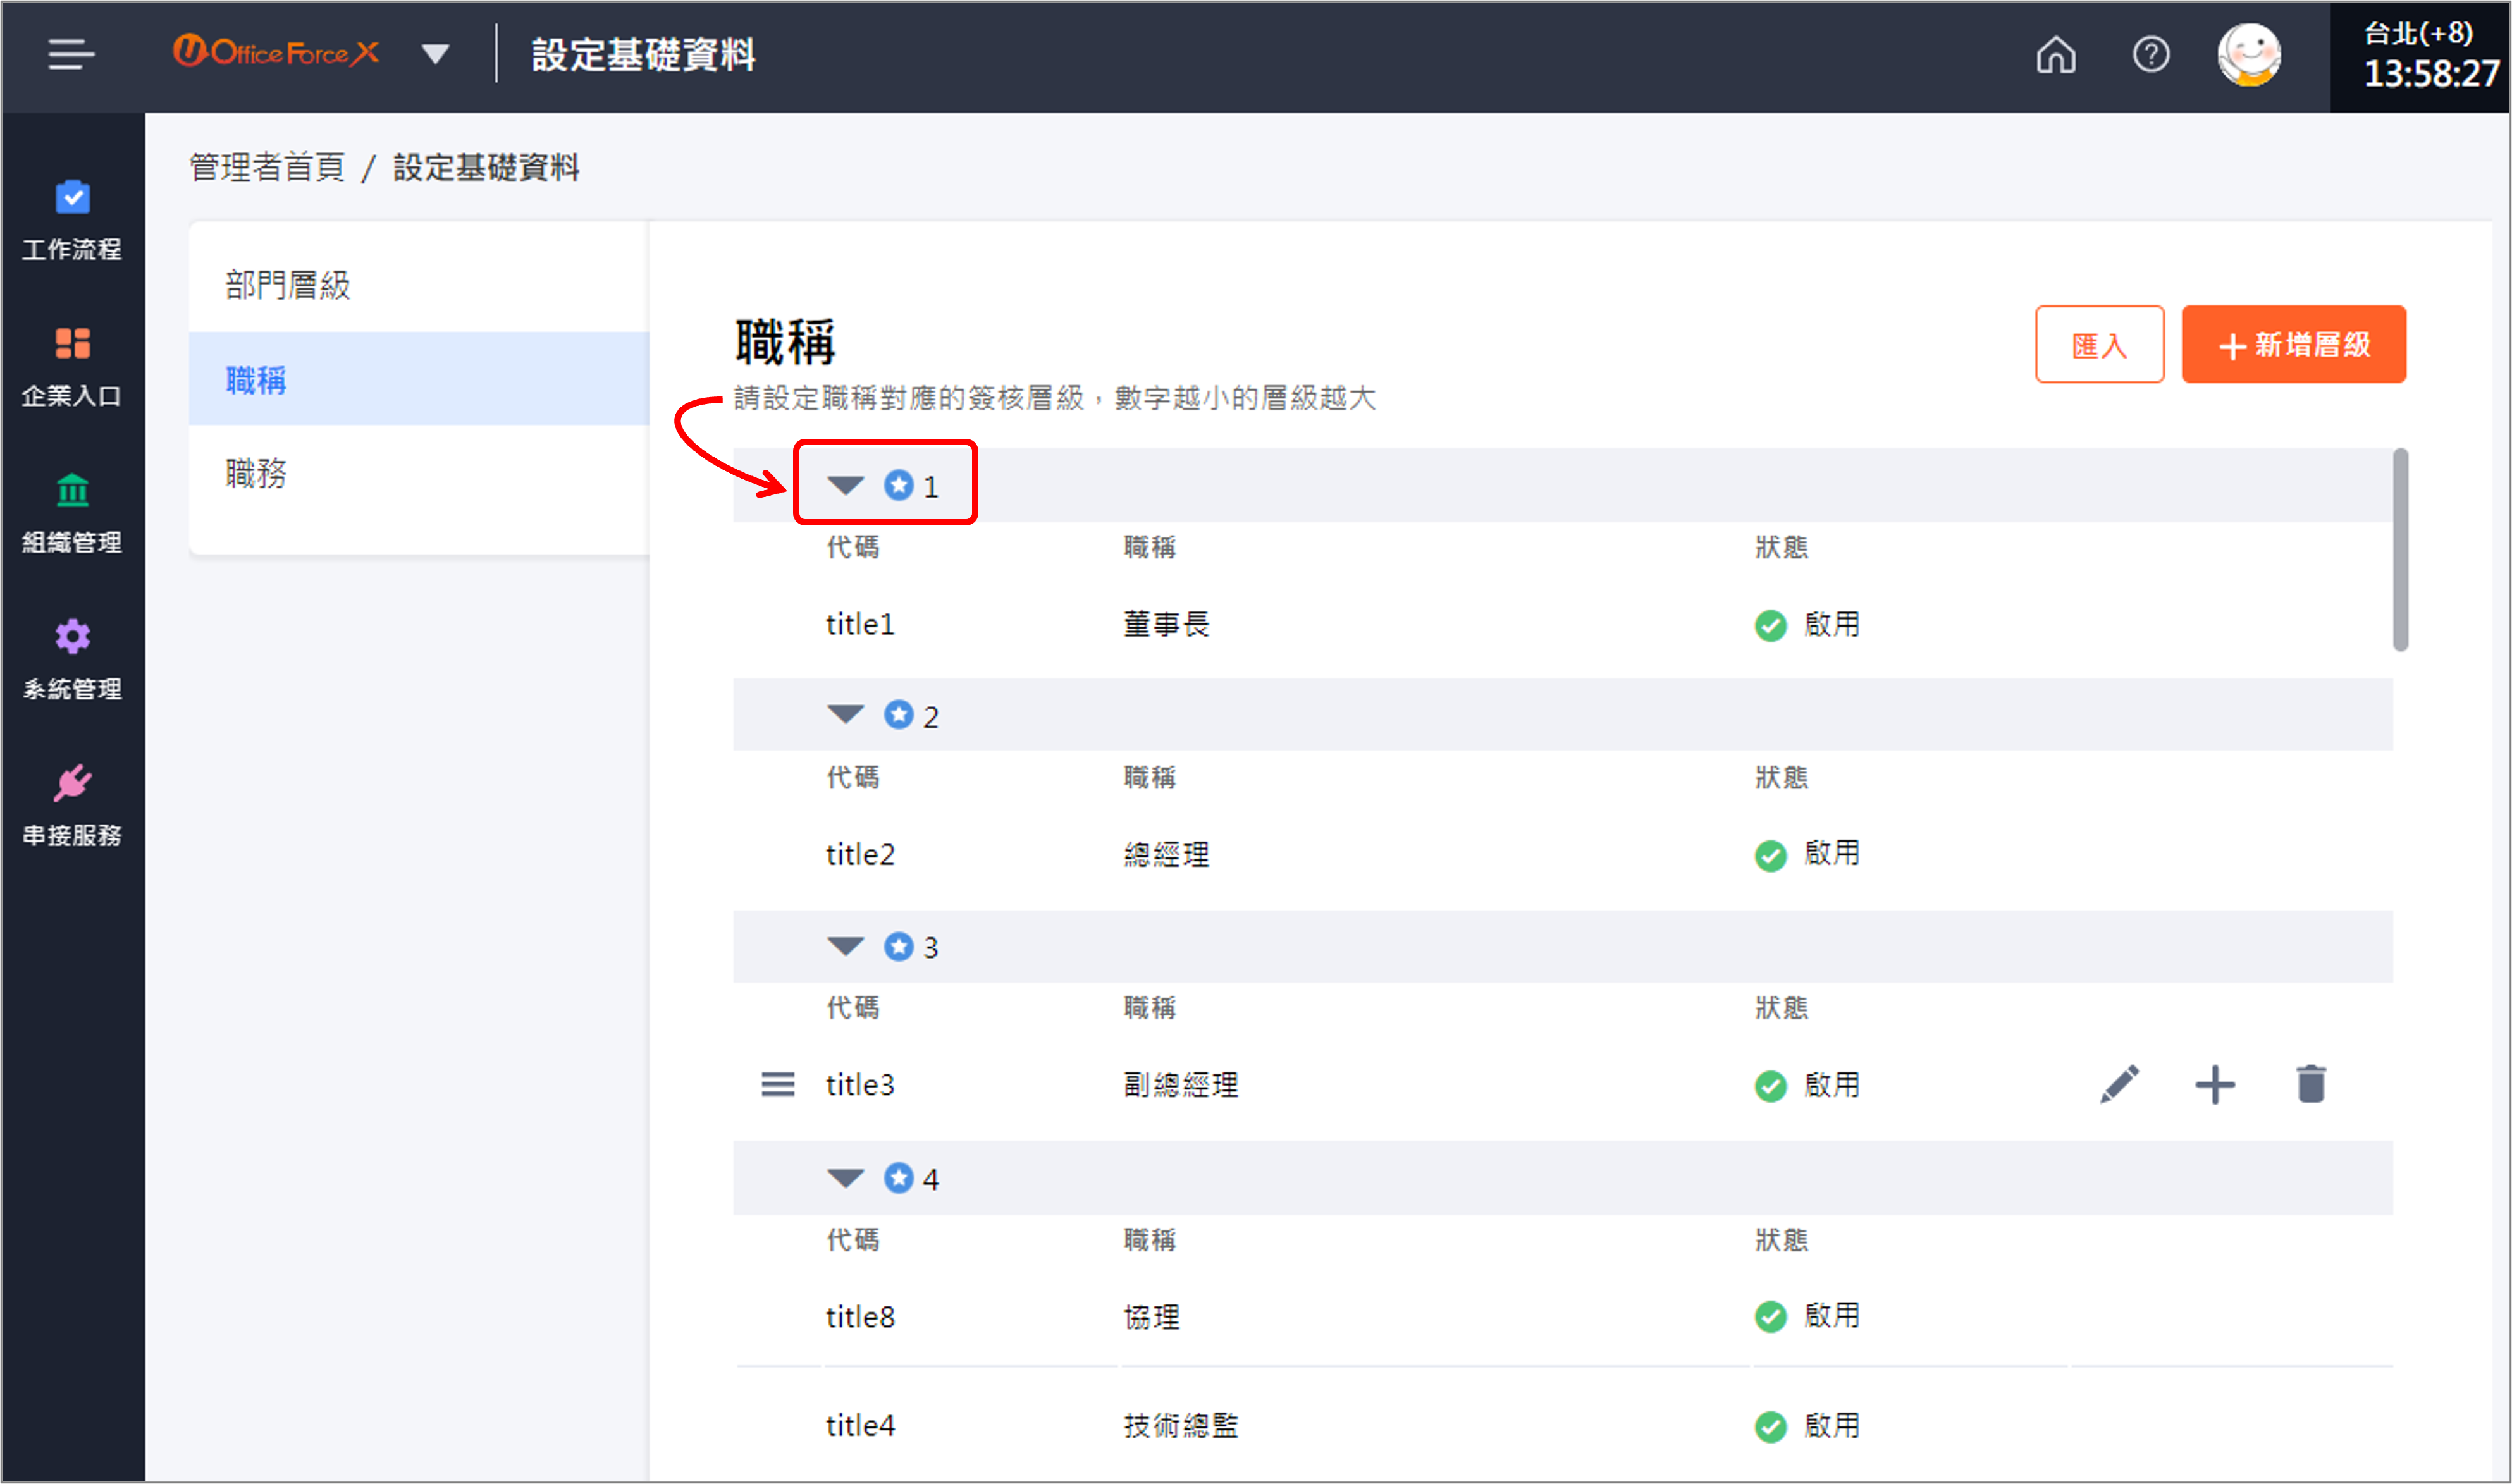 OfficeForceX
設定基礎資料
台北(+8)
13:58:27
工作流程
企業入口
組織管理
系統管理
串接服務
管理者首頁 / 設定基礎資料
部門層級
職稱
職務
職稱
請設定職稱對應的簽核層級，數字越小的層級越大
匯入
+新增層級
1
代碼 職稱 狀態
title1 董事長 啟用
2
代碼 職稱 狀態
title2 總經理 啟用
3
代碼 職稱 狀態
title3 副總經理 啟用
4
代碼 職稱 狀態
title8 協理 啟用
title4 技術總監 啟用